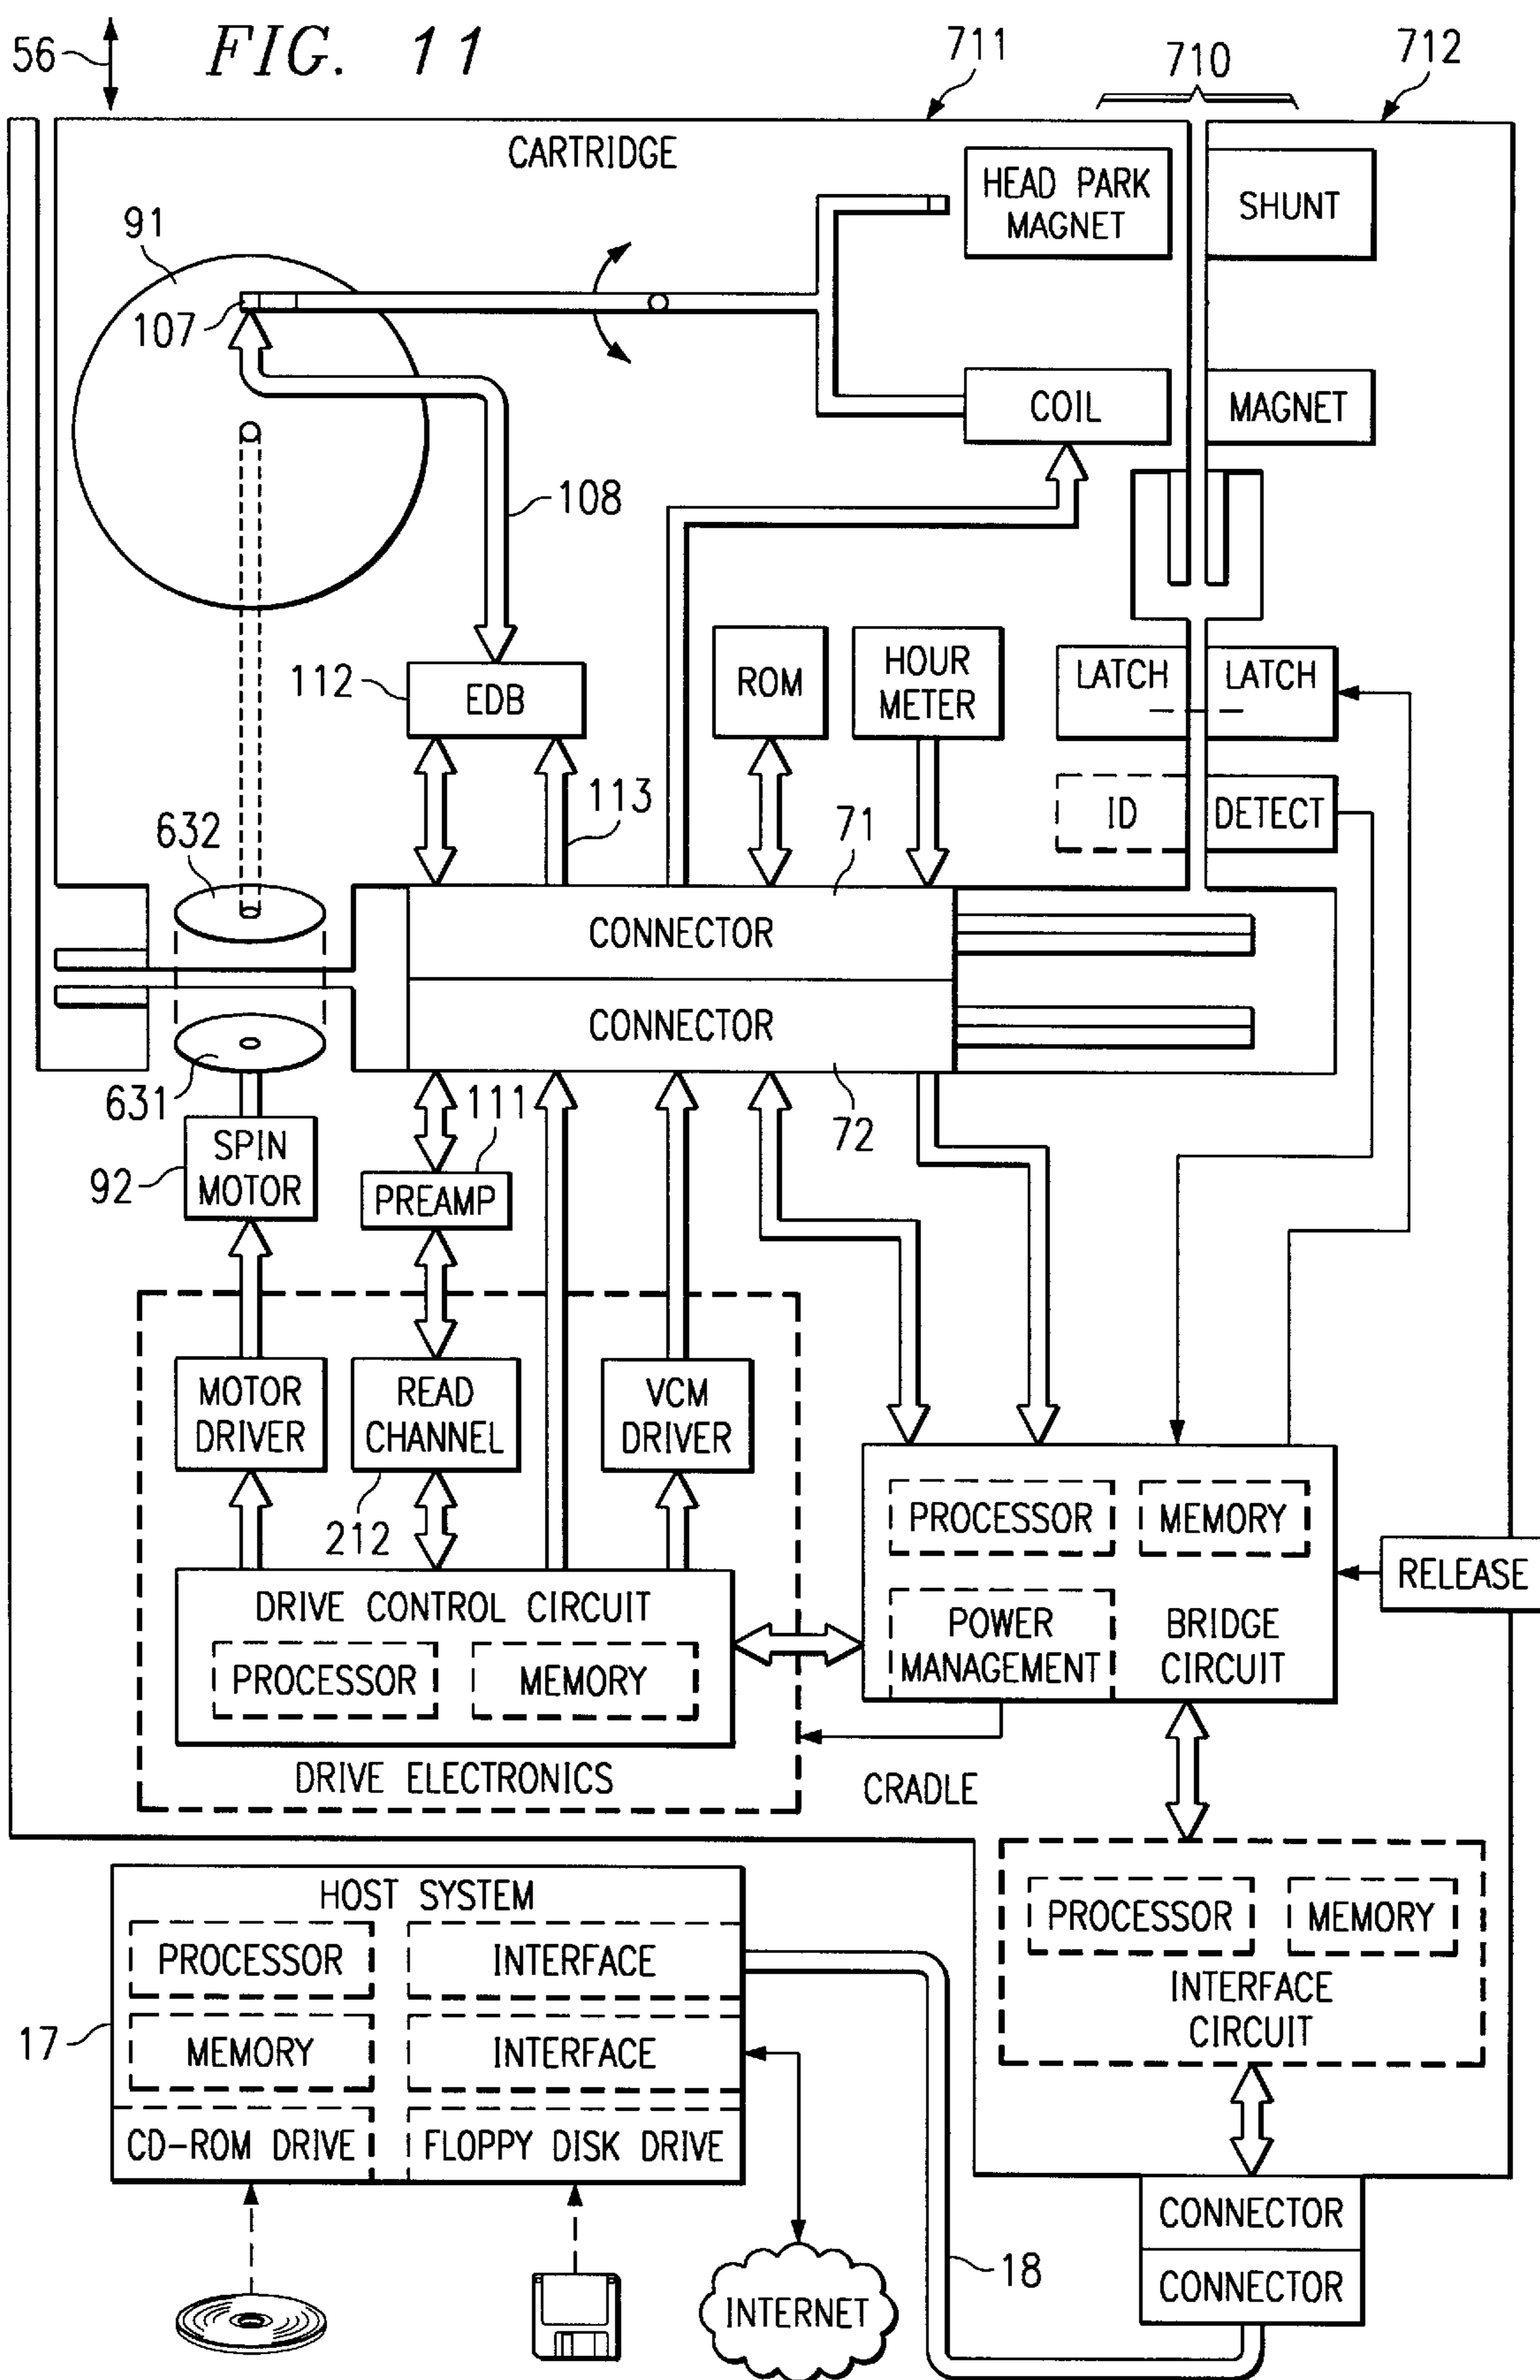 56
FIG. 11
711
710
712
CARTRIDGE
HEAD PARK
MAGNET
SHUNT
91
107
COIL
MAGNET
108
112
EDB
ROM
HOUR
METER
LATCH
LATCH
113
ID
DETECT
632
71
CONNECTOR
CONNECTOR
631
111
72
92
SPIN
MOTOR
PREAMP
MOTOR
DRIVER
READ
CHANNEL
VCM
DRIVER
212
PROCESSOR
MEMORY
RELEASE
DRIVE CONTROL CIRCUIT
PROCESSOR
MEMORY
POWER
MANAGEMENT
BRIDGE
CIRCUIT
DRIVE ELECTRONICS
CRADLE
HOST SYSTEM
PROCESSOR
INTERFACE
17
MEMORY
INTERFACE
CD-ROM DRIVE
FLOPPY DISK DRIVE
PROCESSOR
MEMORY
INTERFACE
CIRCUIT
CONNECTOR
CONNECTOR
18
INTERNET